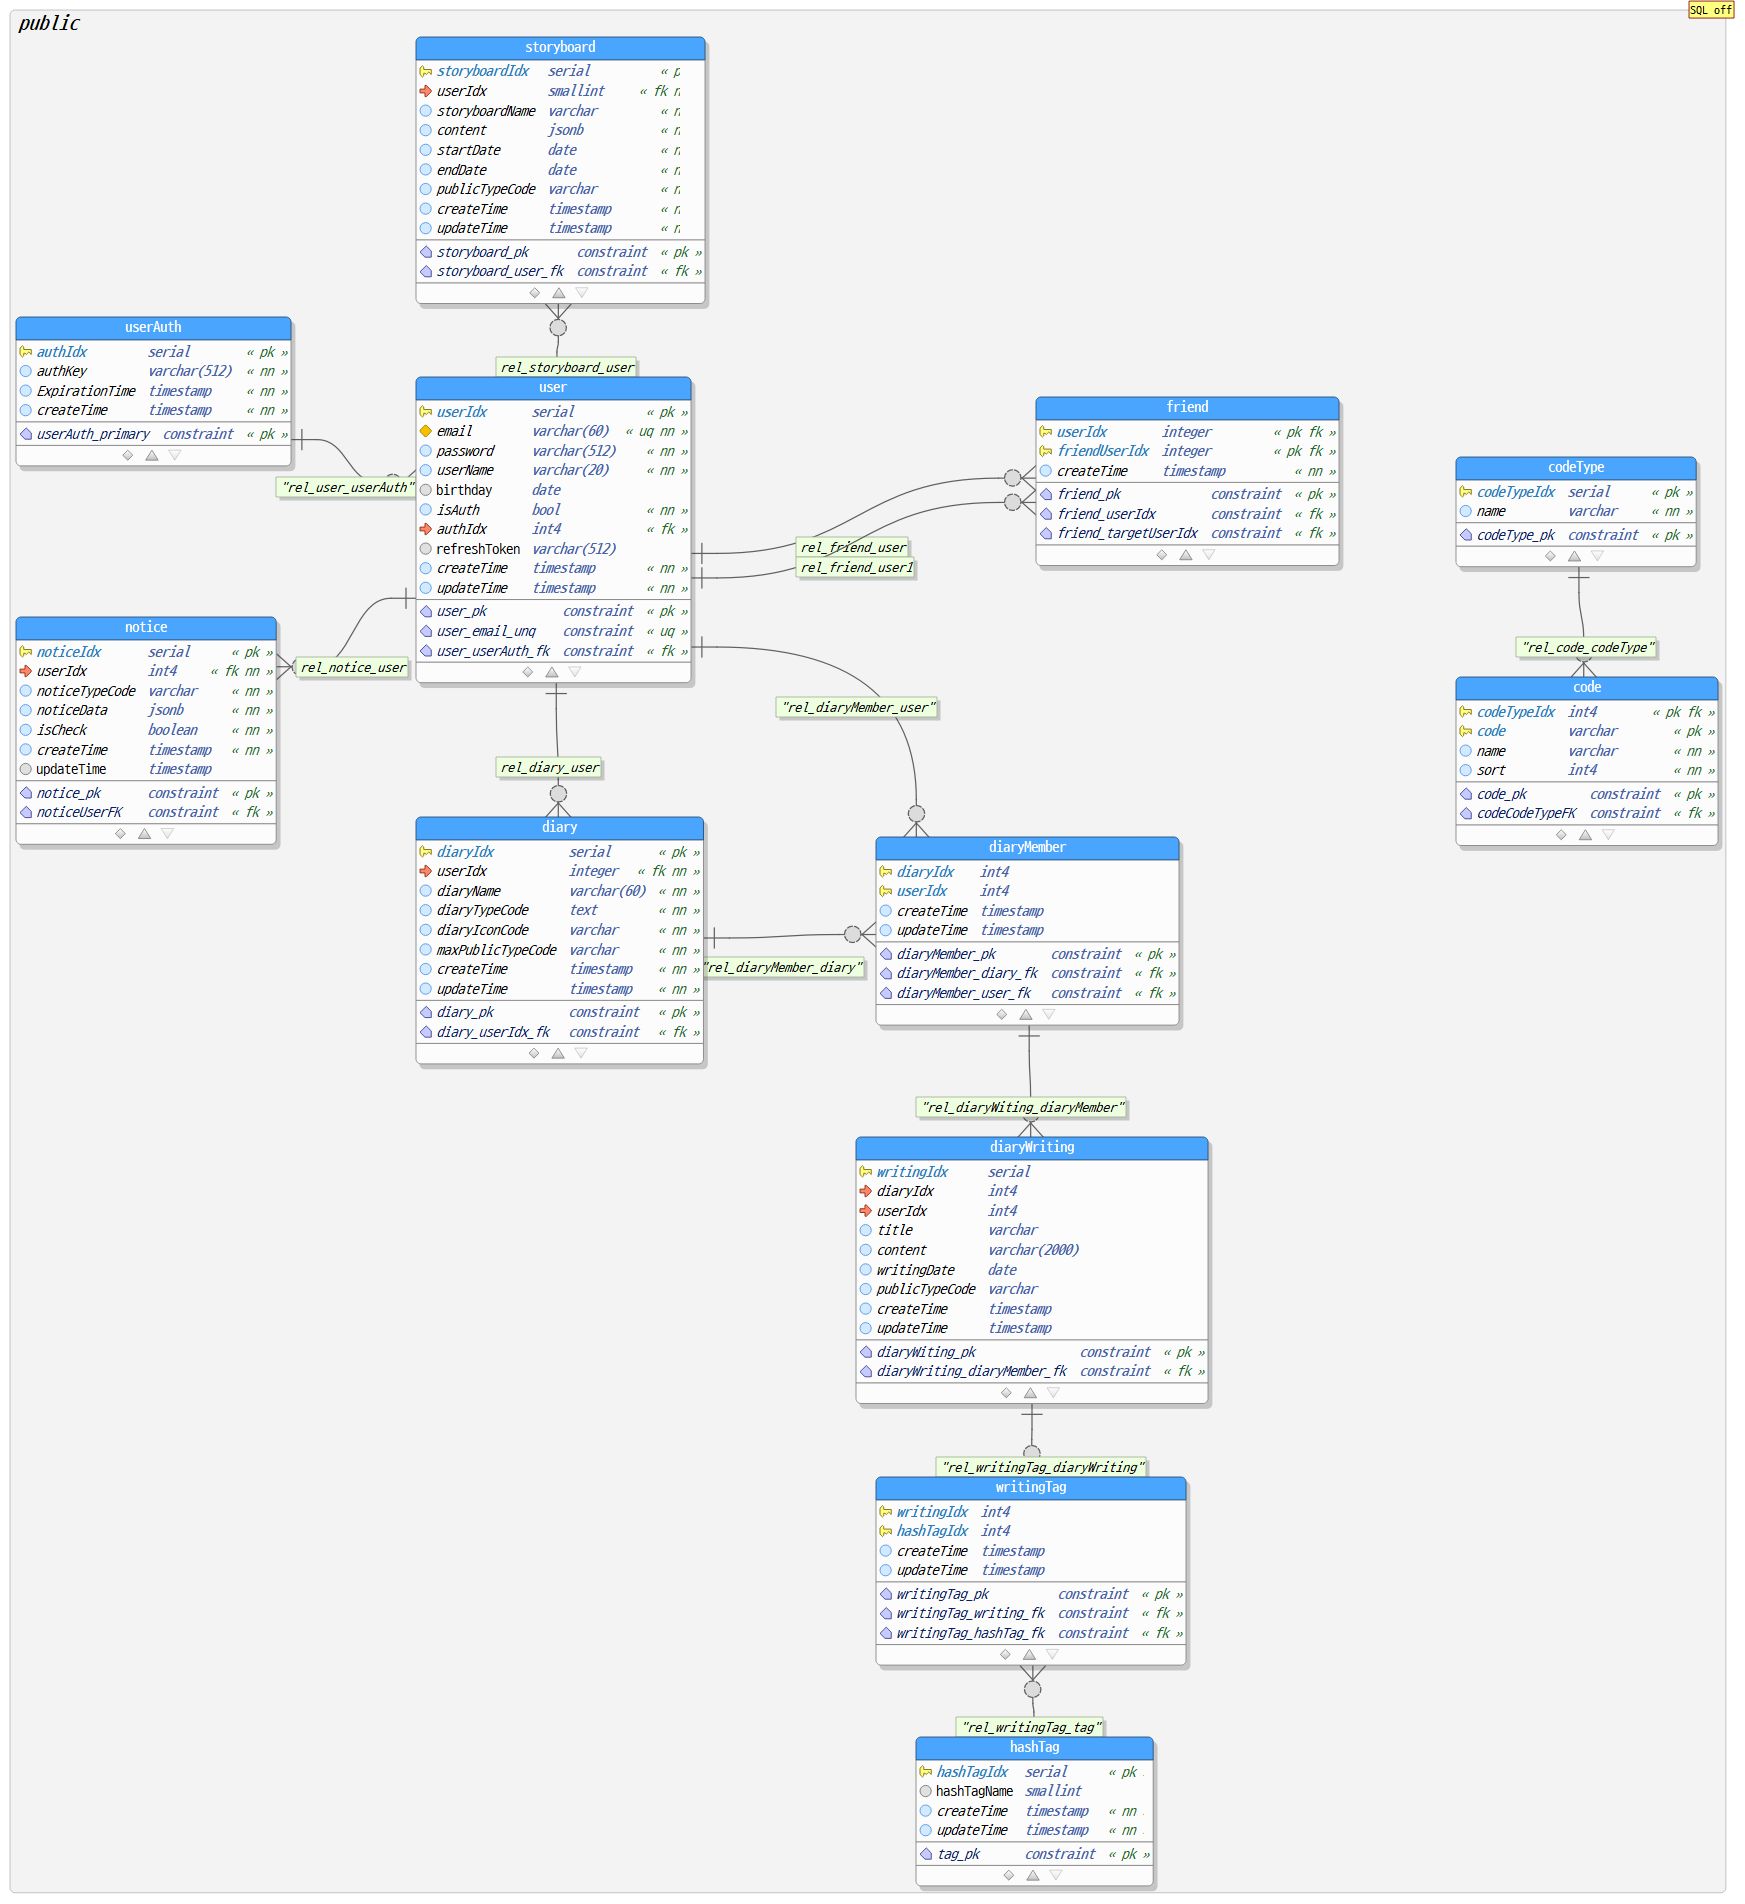 public
SQL off
storyboard
storyboardIdx serial « p
userIdx smallint « fk n
storyboardName varchar « n
content jsonb « n
startDate date « n
endDate date « n
publicTypeCode varchar « n
createTime timestamp « n
updateTime timestamp « n
storyboard_pk constraint « pk »
storyboard_user_fk constraint « fk »
rel_storyboard_user
userAuth
authIdx serial « pk »
authKey varchar(512) « nn »
ExpirationTime timestamp « nn »
createTime timestamp « nn »
userAuth_primary constraint « pk »
"rel_user_userAuth"
user
userIdx serial « pk »
email varchar(60) « uq nn »
password varchar(512) « nn »
userName varchar(20) « nn »
birthday date
isAuth bool « nn »
authIdx int4 « fk »
refreshToken varchar(512)
createTime timestamp « nn »
updateTime timestamp « nn »
user_pk constraint « pk »
user_email_unq constraint « uq »
user_userAuth_fk constraint « fk »
rel_friend_user
rel_friend_user1
friend
userIdx integer « pk fk »
friendUserIdx integer « pk fk »
createTime timestamp « nn »
friend_pk constraint « pk »
friend_userIdx constraint « fk »
friend_targetUserIdx constraint « fk »
codeType
codeTypeIdx serial « pk »
name varchar « nn »
codeType_pk constraint « pk »
"rel_code_codeType"
code
codeTypeIdx int4 « pk fk »
code varchar « pk »
name varchar « nn »
sort int4 « nn »
code_pk constraint « pk »
codeCodeTypeFK constraint « fk »
notice
noticeIdx serial « pk »
userIdx int4 « fk nn »
noticeTypeCode varchar « nn »
noticeData jsonb « nn »
isCheck boolean « nn »
createTime timestamp « nn »
updateTime timestamp
notice_pk constraint « pk »
noticeUserFK constraint « fk »
rel_notice_user
"rel_diaryMember_user"
rel_diary_user
diary
diaryIdx serial « pk »
userIdx integer « fk nn »
diaryName varchar(60) « nn »
diaryTypeCode text « nn »
diaryIconCode varchar « nn »
maxPublicTypeCode varchar « nn »
createTime timestamp « nn »
updateTime timestamp « nn »
diary_pk constraint « pk »
diary_userIdx_fk constraint « fk »
"rel_diaryMember_diary"
diaryMember
diaryIdx int4
userIdx int4
createTime timestamp
updateTime timestamp
diaryMember_pk constraint « pk »
diaryMember_diary_fk constraint « fk »
diaryMember_user_fk constraint « fk »
"rel_diaryWiting_diaryMember"
diaryWriting
writingIdx serial
diaryIdx int4
userIdx int4
title varchar
content varchar(2000)
writingDate date
publicTypeCode varchar
createTime timestamp
updateTime timestamp
diaryWiting_pk constraint « pk »
diaryWriting_diaryMember_fk constraint « fk »
"rel_writingTag_diaryWriting"
writingTag
writingIdx int4
hashTagIdx int4
createTime timestamp
updateTime timestamp
writingTag_pk constraint « pk »
writingTag_writing_fk constraint « fk »
writingTag_hashTag_fk constraint « fk »
"rel_writingTag_tag"
hashTag
hashTagIdx serial « pk
hashTagName smallint
createTime timestamp « nn
updateTime timestamp « nn
tag_pk constraint « pk »